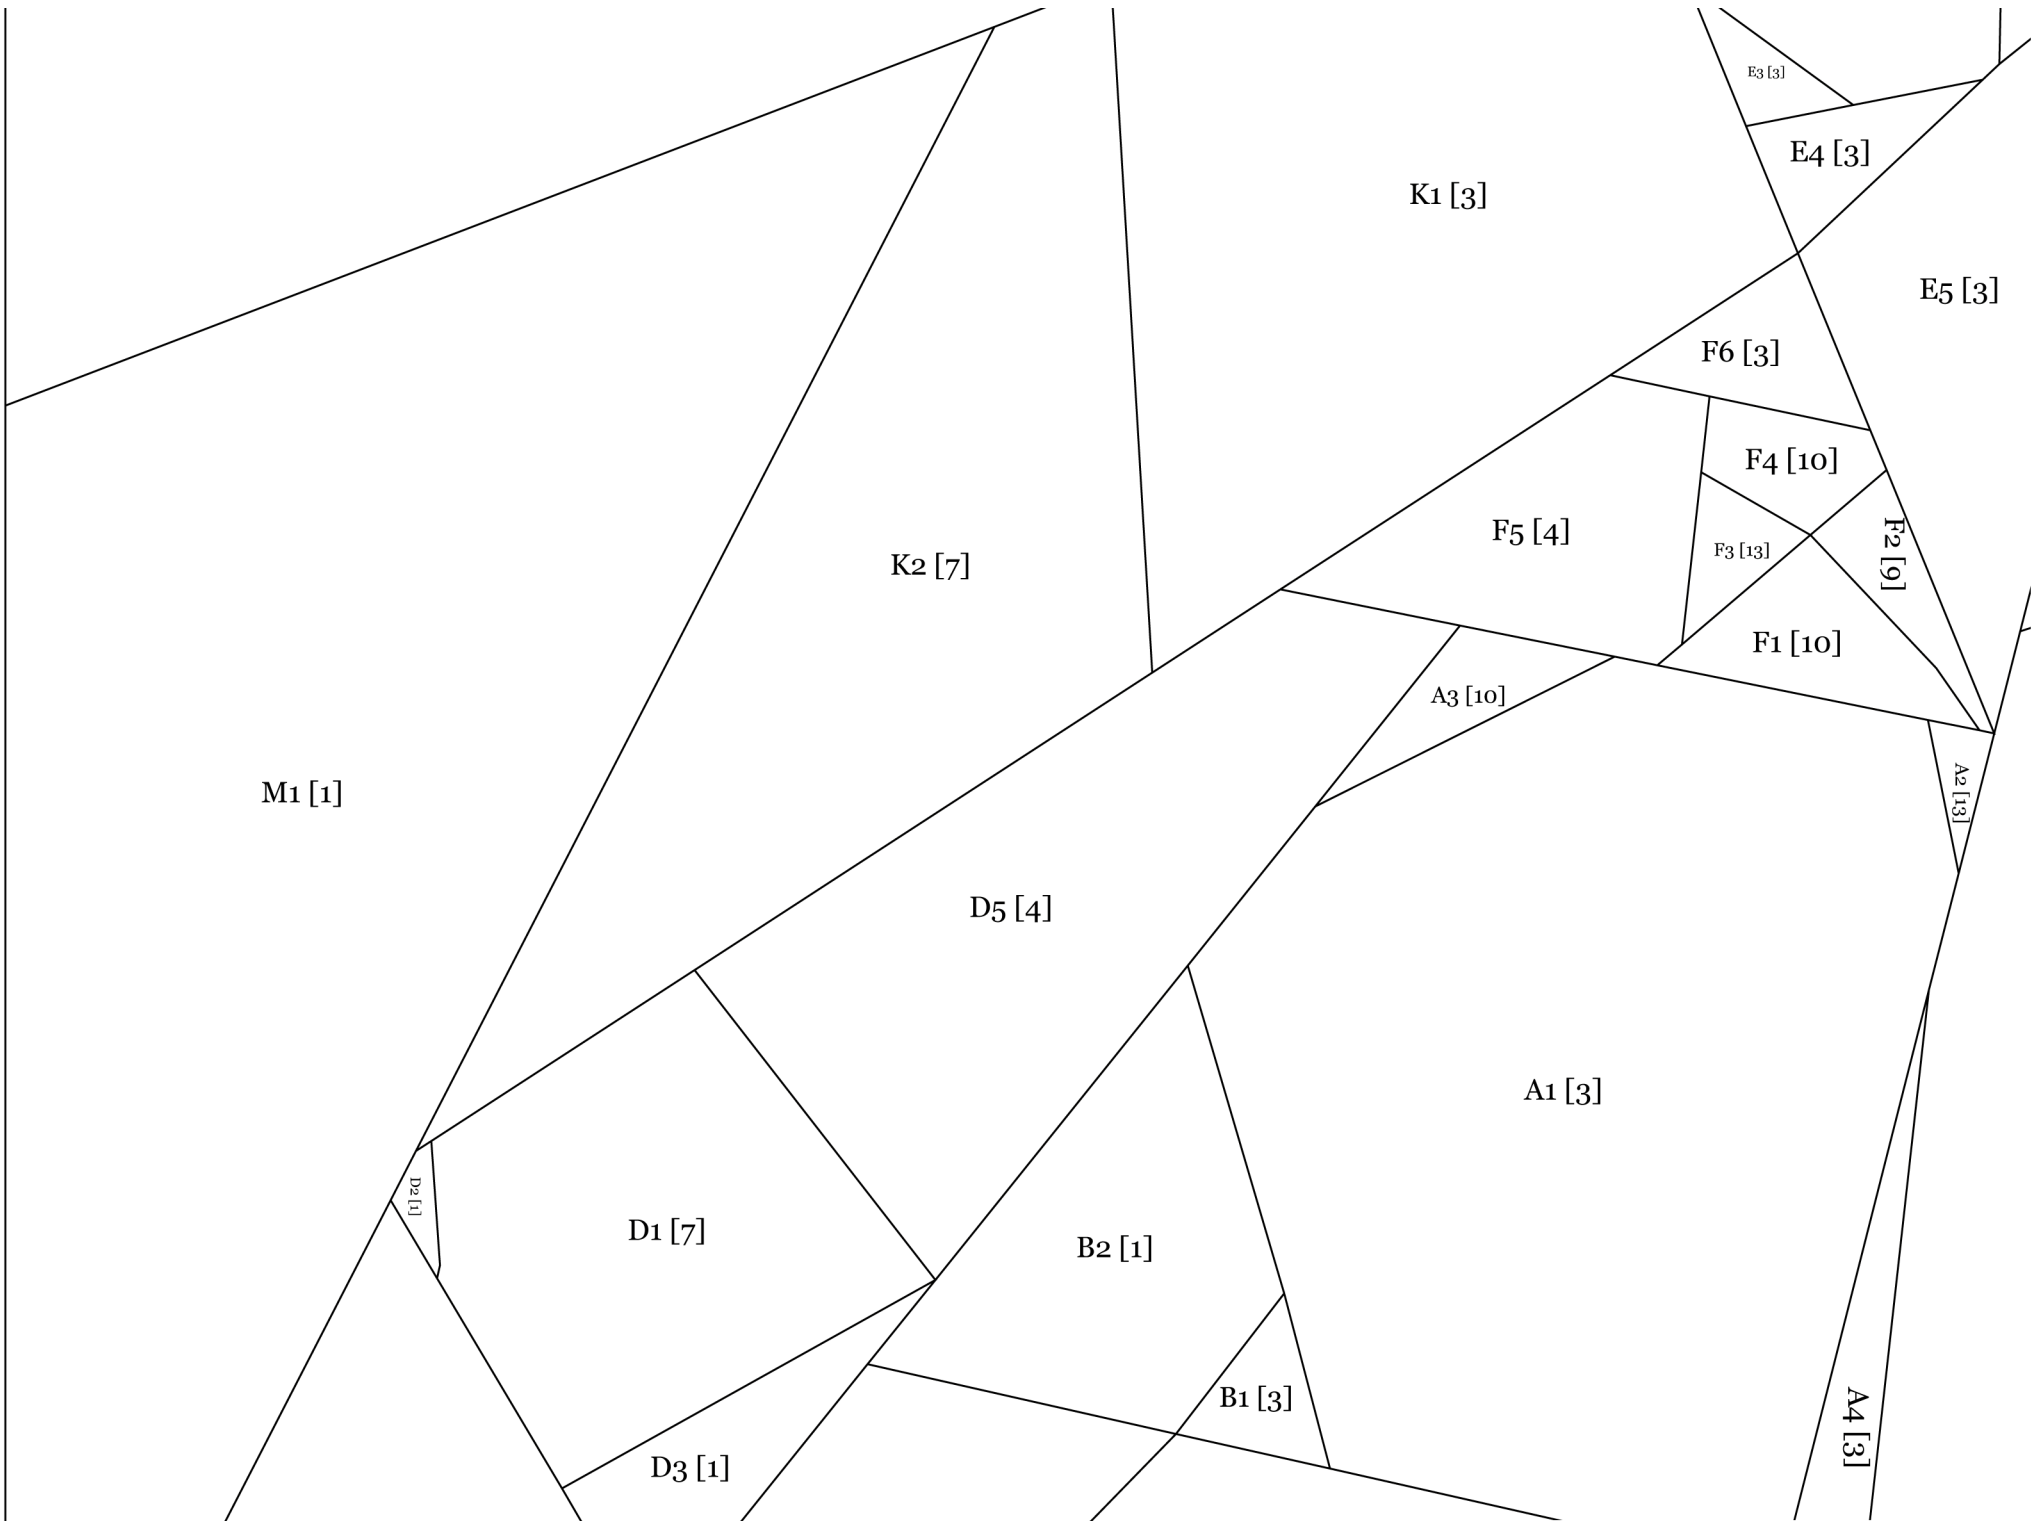 E3 [3]
E4 [3]
K1 [3]
E5 [3]
F6 [3]
F4 [10]
F5 [4]
F3 [13]
F2 [9]
K2 [7]
F1 [10]
A3 [10]
M1 [1]
A2 [13]
D5 [4]
A1 [3]
D2 [1]
D1 [7]
B2 [1]
B1 [3]
A4 [3]
D3 [1]